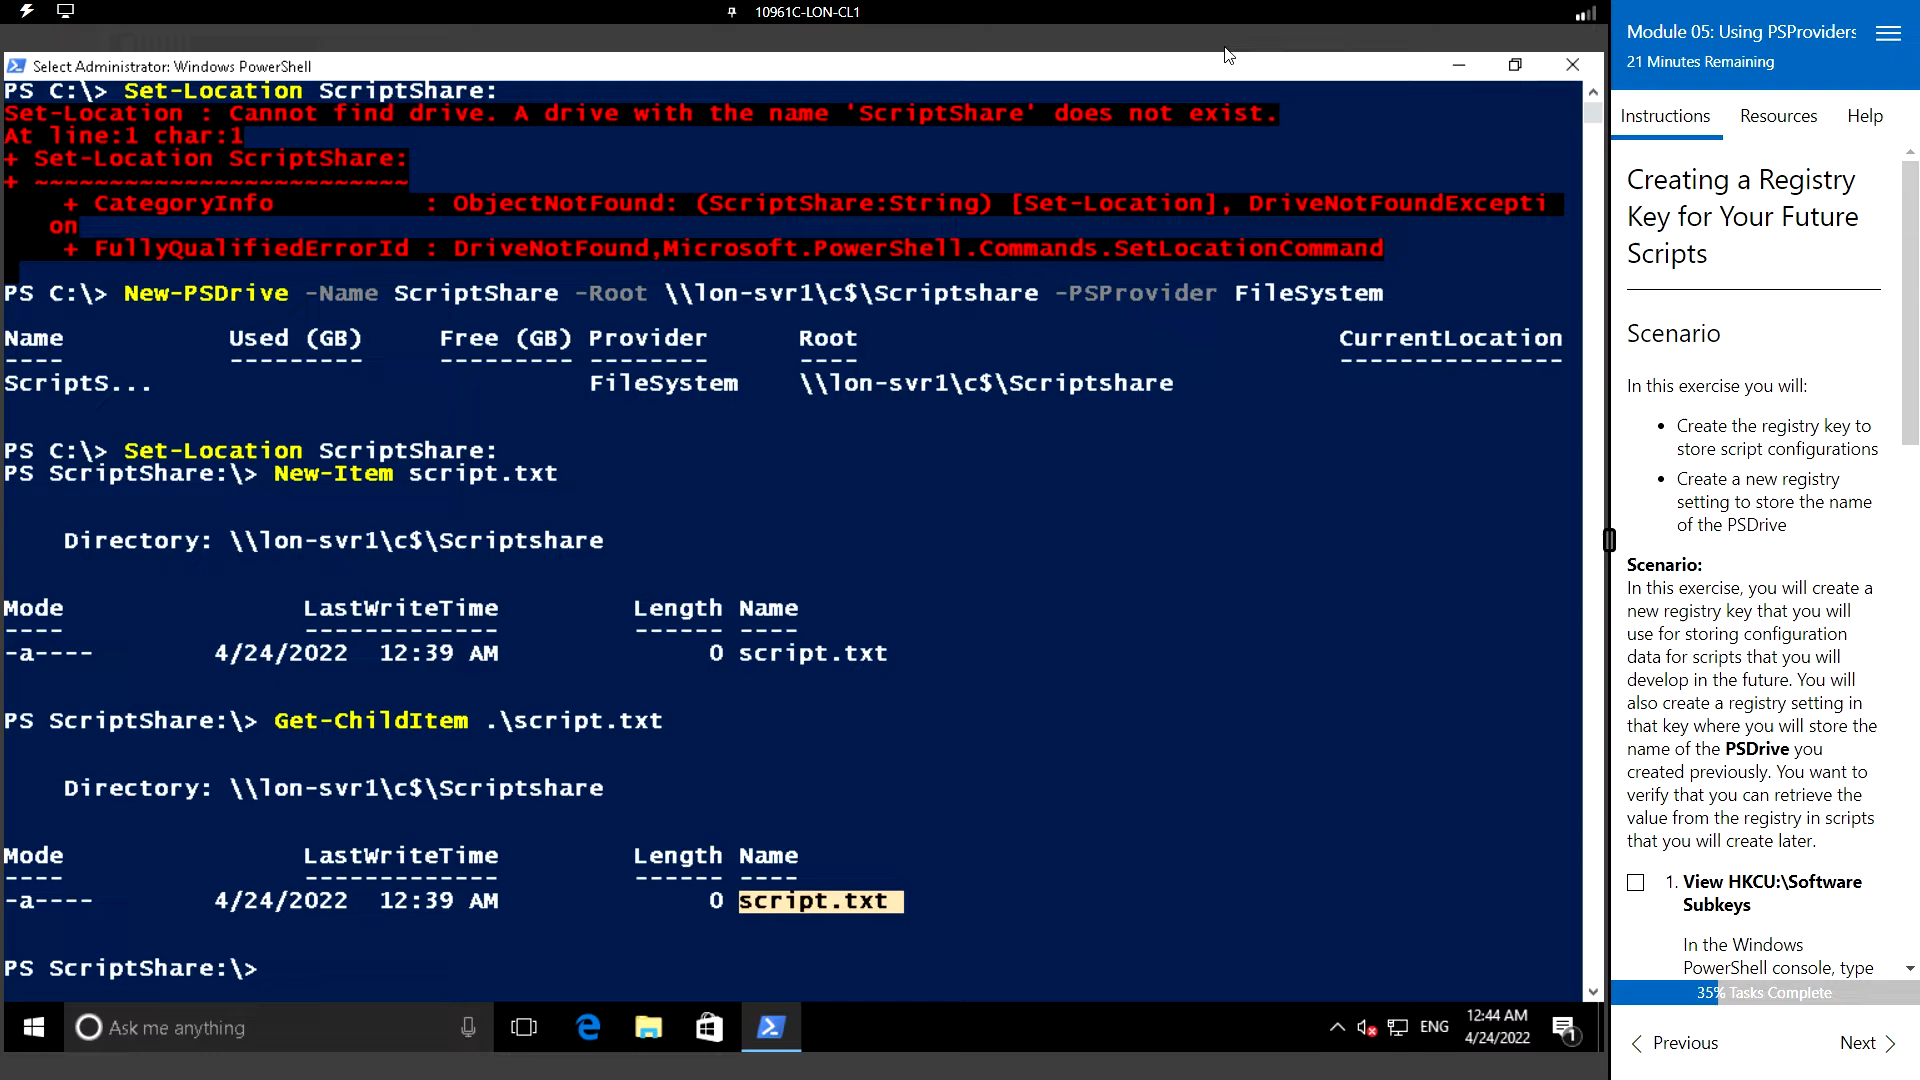 10961C-LON-CL1
Select Administrator: Windows PowerShell
PS C:\> Set-Location ScriptShare:
Set-Location : Cannot find drive. A drive with the name 'ScriptShare' does not exist.
At line:1 char:1
+ Set-Location ScriptShare:
+ ~~~~~~~~~~~~~~~~~~~~~~~~~
    + CategoryInfo          : ObjectNotFound: (ScriptShare:String) [Set-Location], DriveNotFoundExcepti
   on
    + FullyQualifiedErrorId : DriveNotFound,Microsoft.PowerShell.Commands.SetLocationCommand
PS C:\> New-PSDrive -Name ScriptShare -Root \\lon-svr1\c$\Scriptshare -PSProvider FileSystem
Name           Used (GB)     Free (GB) Provider      Root                                CurrentLocation
----           ---------     --------- --------      ----                                ---------------
ScriptS...                             FileSystem    \\lon-svr1\c$\Scriptshare
PS C:\> Set-Location ScriptShare:
PS ScriptShare:\> New-Item script.txt
    Directory: \\lon-svr1\c$\Scriptshare
Mode                LastWriteTime         Length Name
----                -------------         ------ ----
-a----        4/24/2022  12:39 AM              0 script.txt
PS ScriptShare:\> Get-ChildItem .\script.txt
    Directory: \\lon-svr1\c$\Scriptshare
Mode                LastWriteTime         Length Name
----                -------------         ------ ----
-a----        4/24/2022  12:39 AM              0 script.txt
PS ScriptShare:\>
Ask me anything
ENG
12:44 AM
4/24/2022
1
Module 05: Using PSProviders
21 Minutes Remaining
Instructions Resources Help
Creating a Registry
Key for Your Future
Scripts
Scenario
In this exercise you will:
• Create the registry key to
store script configurations
• Create a new registry
setting to store the name
of the PSDrive
Scenario:
In this exercise, you will create a
new registry key that you will
use for storing configuration
data for scripts that you will
develop in the future. You will
also create a registry setting in
that key where you will store the
name of the PSDrive you
created previously. You want to
verify that you can retrieve the
value from the registry in scripts
that you will create later.
1. View HKCU:\Software
Subkeys
In the Windows
PowerShell console, type
35% Tasks Complete
Previous Next